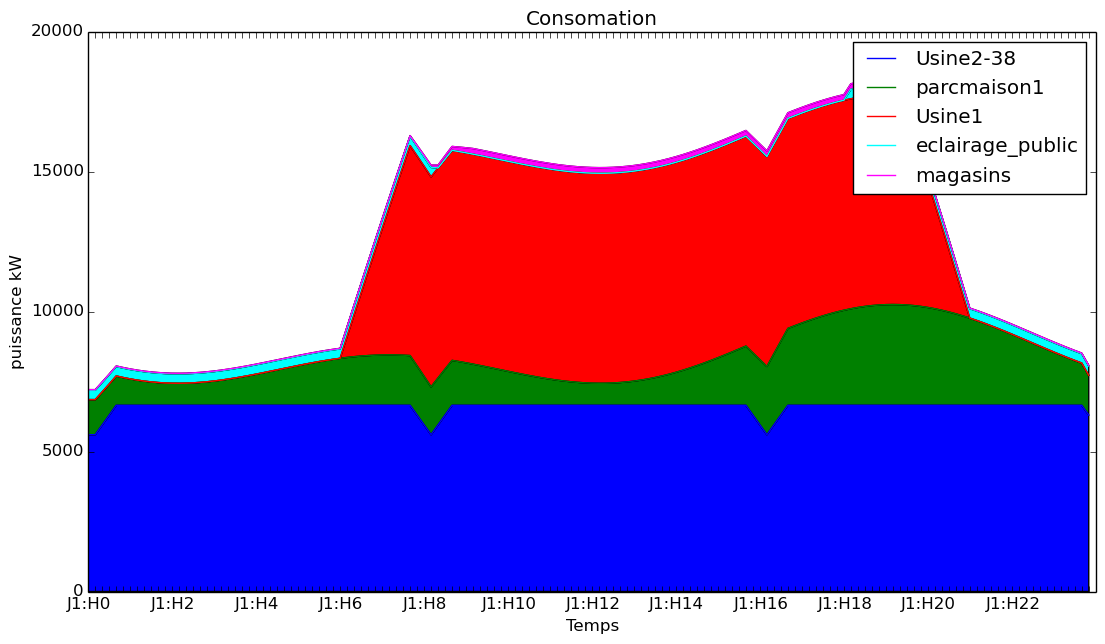 Consomation
20000
15000
10000
5000
0
puissance kW
Usine2-38
parcmaison1
Usine1
eclairage_public
magasins
J1:H0 J1:H2 J1:H4 J1:H6 J1:H8 J1:H10 J1:H12 J1:H14 J1:H16 J1:H18 J1:H20 J1:H22
Temps